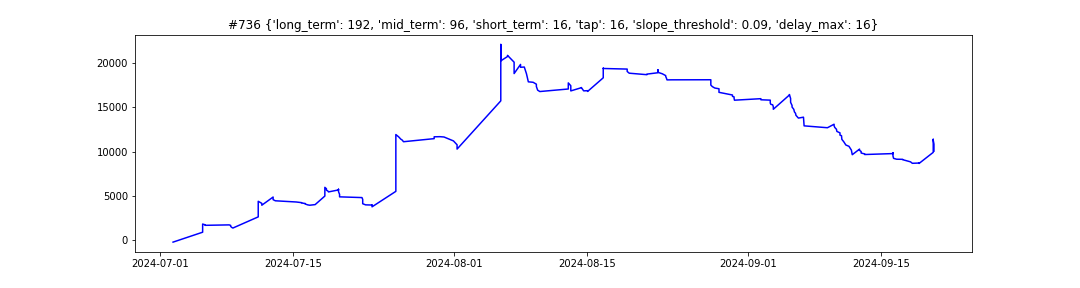 #736 {'long_term': 192, 'mid_term': 96, 'short_term': 16, 'tap': 16, 'slope_threshold': 0.09, 'delay_max': 16}
20000
15000
10000
5000
0
2024-07-01 2024-07-15 2024-08-01 2024-08-15 2024-09-01 2024-09-15